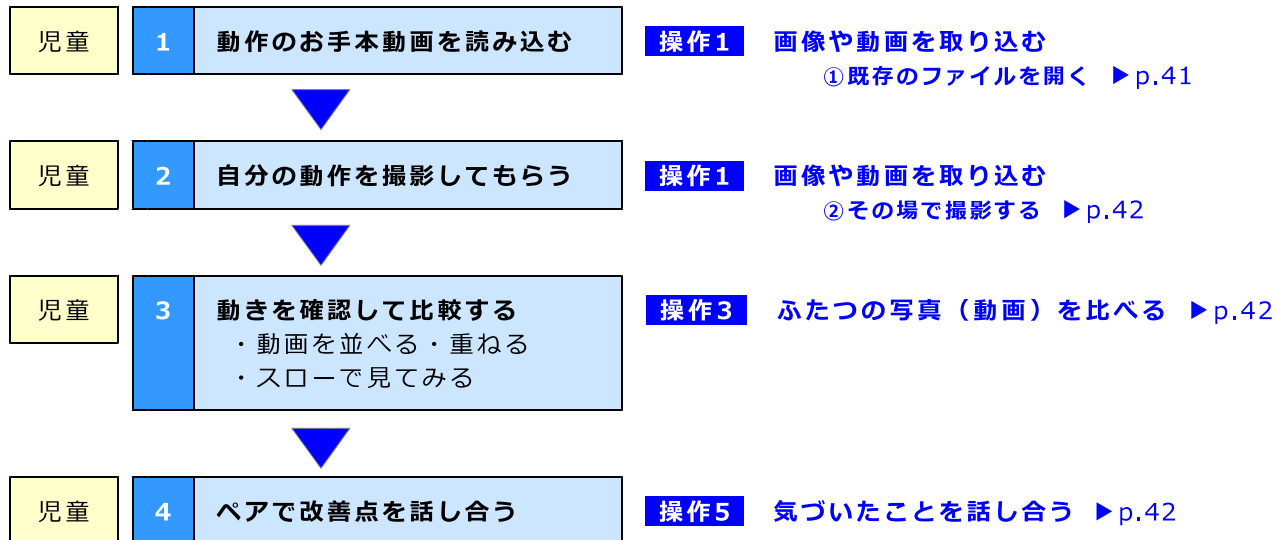 児童 1 動作のお手本動画を読み込む 操作1 画像や動画を取り込む
①既存のファイルを開く ▶p.41
児童 2 自分の動作を撮影してもらう 操作1 画像や動画を取り込む
②その場で撮影する ▶p.42
児童 3 動きを確認して比較する 操作3 ふたつの写真（動画）を比べる ▶p.42
・動画を並べる・重ねる
・スローで見てみる
児童 4 ペアで改善点を話し合う 操作5 気づいたことを話し合う ▶p.42